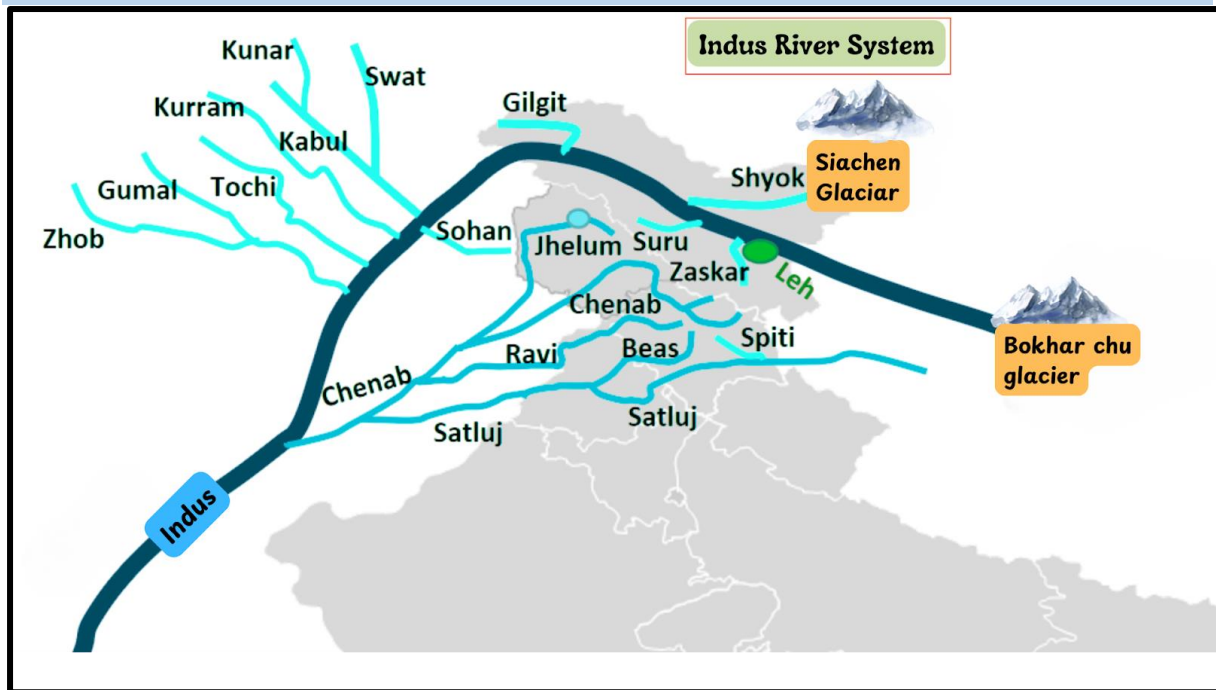 Indus River System
Kunar
Swat
Gilgit
Kurram
Kabul
Siachen
Glaciar
Shyok
Gumal
Tochi
Zhob
Sohan
Jhelum
Suru
Zaskar
Leh
Chenab
Bokhar chu
glacier
Spiti
Ravi
Beas
Chenab
Satluj
Satluj
Indus